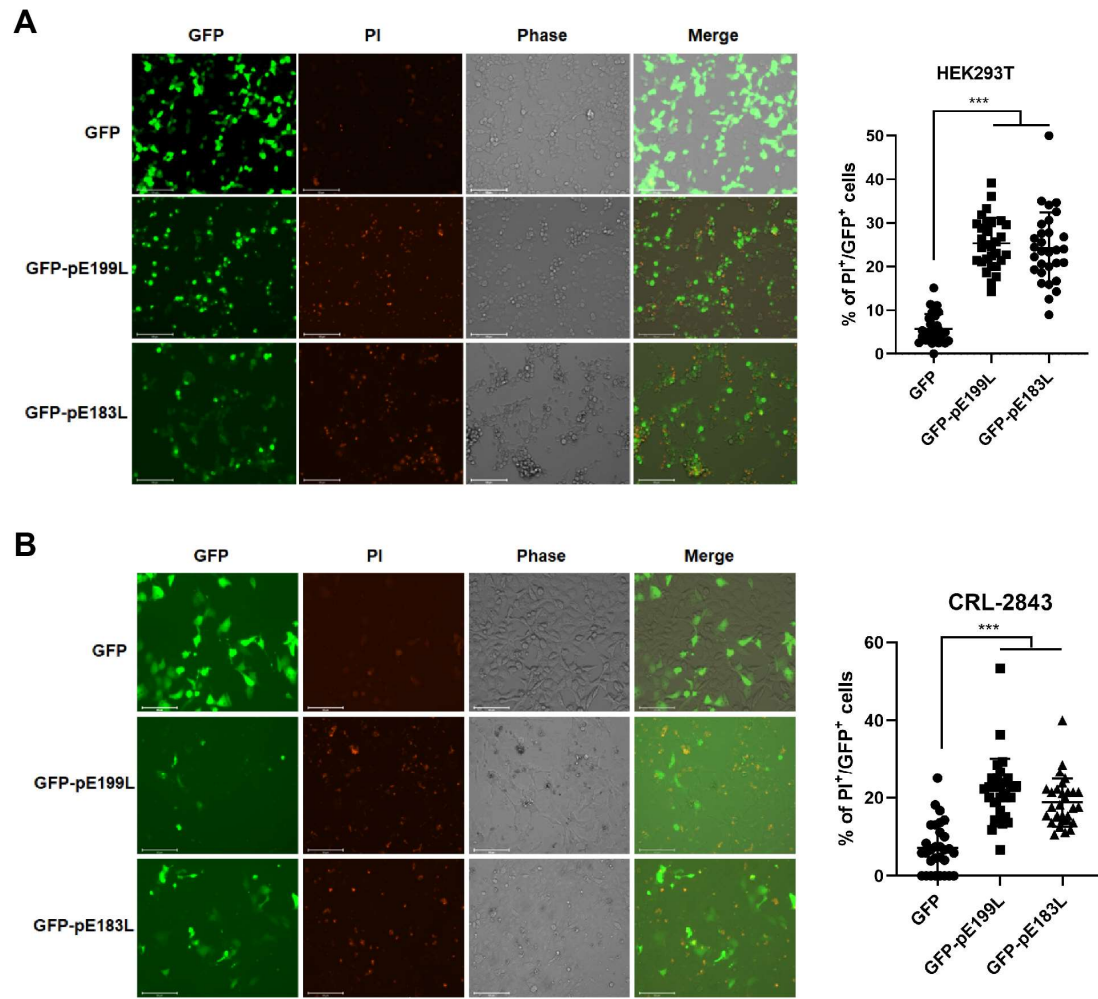 A
GFP PI Phase Merge
GFP
GFP-pE199L
GFP-pE183L
HEK293T
***
% of PI⁺/GFP⁺ cells
50
40
30
20
10
0
GFP
GFP-pE199L
GFP-pE183L
B
GFP PI Phase Merge
GFP
GFP-pE199L
GFP-pE183L
CRL-2843
***
% of PI⁺/GFP⁺ cells
60
40
20
0
GFP
GFP-pE199L
GFP-pE183L